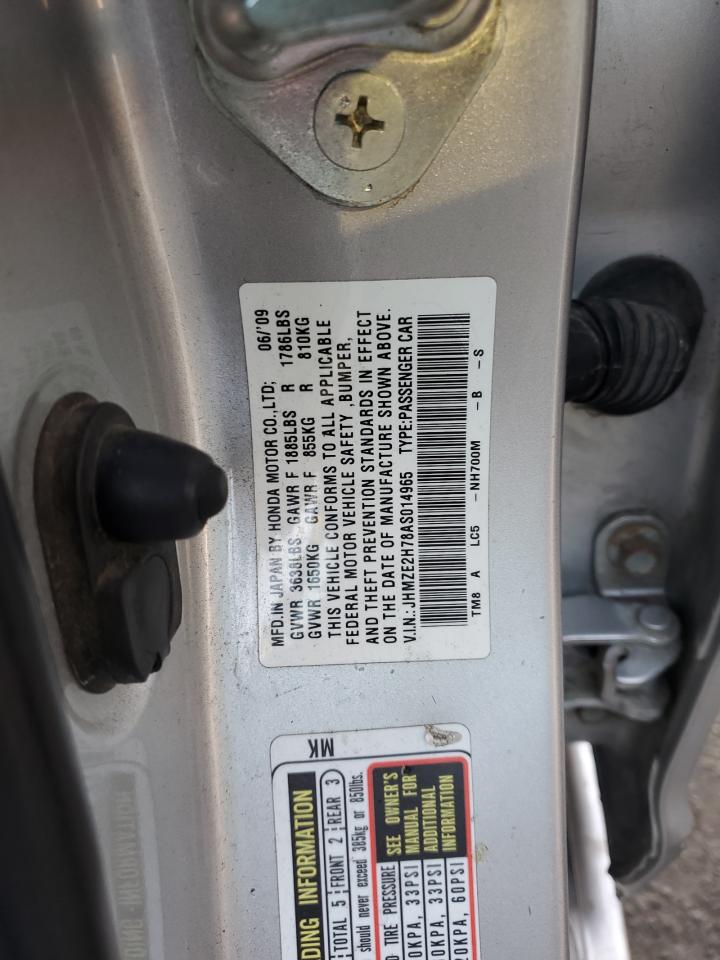 MFD.IN JAPAN BY HONDA MOTOR CO.,LTD; 06/'09
GVWR 3638LBS GAWR F 1885LBS R 1786LBS
GVWR 1650KG GAWR F 855KG R 810KG
THIS VEHICLE CONFORMS TO ALL APPLICABLE
FEDERAL MOTOR VEHICLE SAFETY ,BUMPER,
AND THEFT PREVENTION STANDARDS IN EFFECT
ON THE DATE OF MANUFACTURE SHOWN ABOVE.
V.I.N.: JHMZE2H78AS014965 TYPE:PASSENGER CAR
TM8 A LC5 -NH700M -B -S
MK
INFORMATION
TOTAL 5 FRONT 2 REAR 3
should never exceed 385kg or 850lbs.
TIRE PRESSURE
SEE OWNER'S
MANUAL FOR
ADDITIONAL
INFORMATION
0KPA, 33PSI
0KPA, 33PSI
0KPA, 60PSI